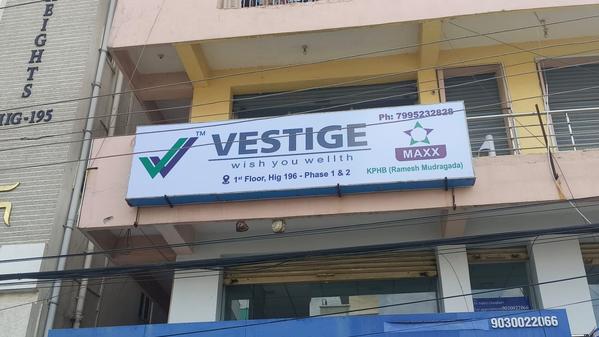 EIGHTS
HIG-195
Ph: 7995232828
TM
VESTIGE
wish you wellth
1st Floor, Hig 196 - Phase 1 & 2
MAXX
KPHB (Ramesh Mudragada)
9030022066